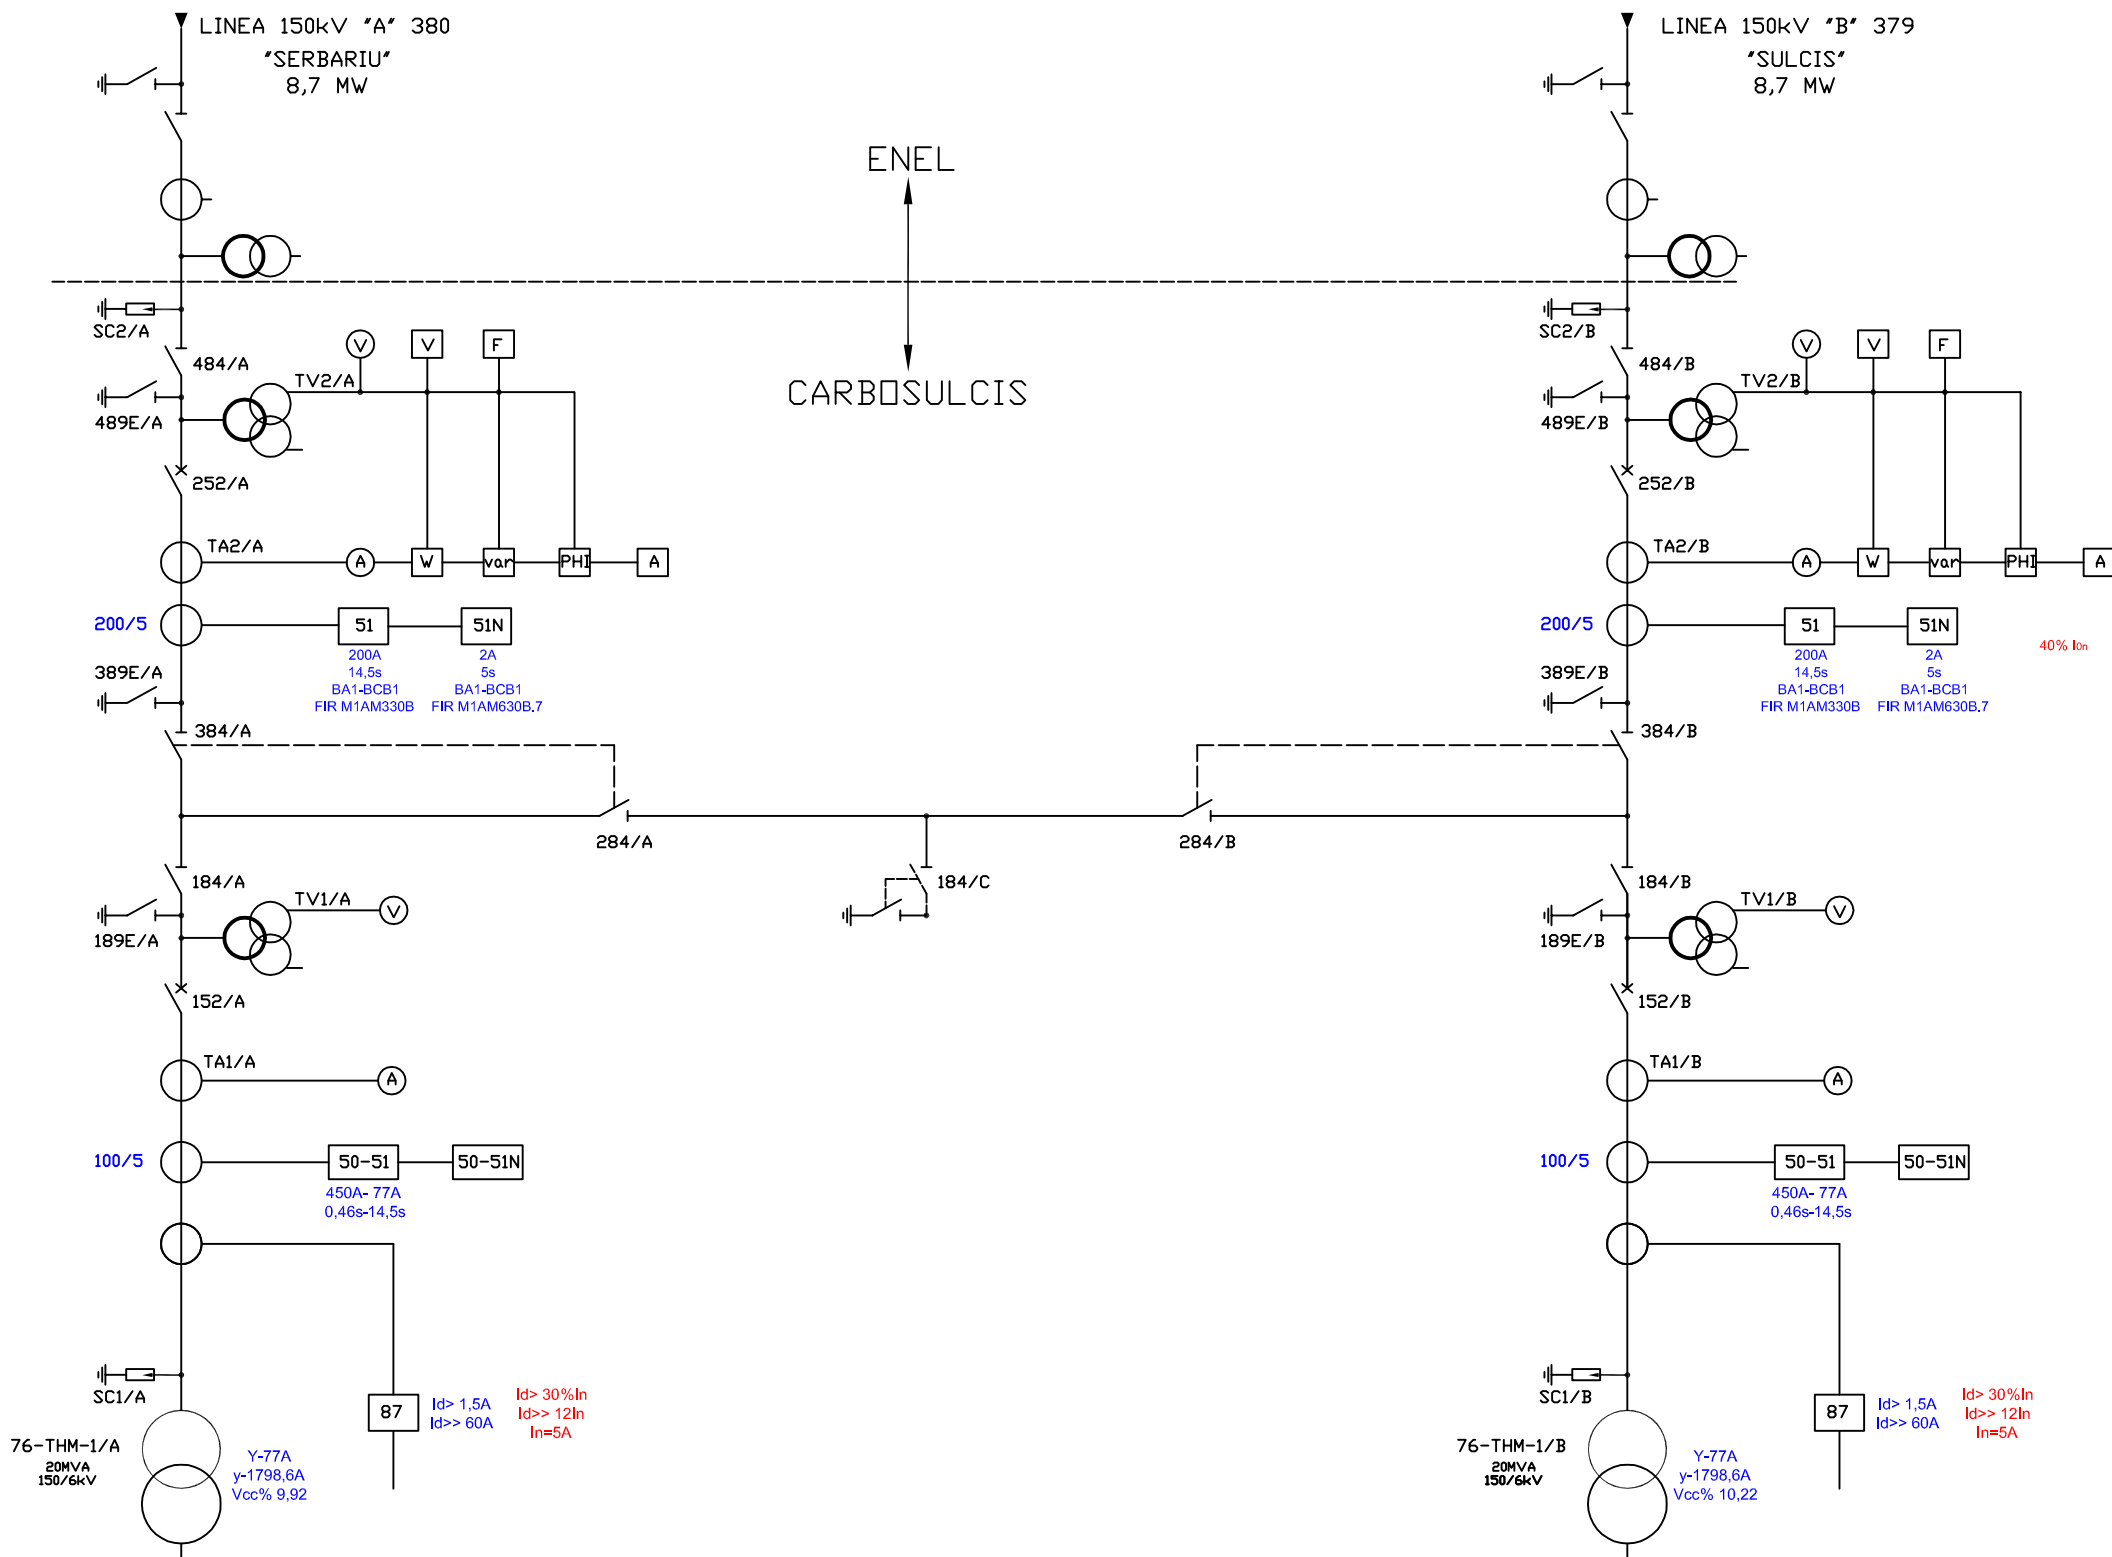 LINEA 150kV "A" 380
"SERBARIU"
8,7 MW
LINEA 150kV "B" 379
"SULCIS"
8,7 MW
ENEL
CARBOSULCIS
SC2/A
484/A
TV2/A
V
V
F
489E/A
252/A
TA2/A
A
W
var
PHI
A
200/5
51
51N
200A
14,5s
BA1-BCB1
FIR M1AM330B
2A
5s
BA1-BCB1
FIR M1AM630B.7
389E/A
384/A
284/A
184/A
TV1/A
V
189E/A
152/A
TA1/A
A
100/5
50-51
50-51N
450A- 77A
0,46s-14,5s
SC1/A
87
Id> 1,5A
Id>> 60A
Id> 30%In
Id>> 12In
In=5A
76-THM-1/A
20MVA
150/6kV
Y-77A
y-1798,6A
Vcc% 9,92
184/C
284/B
SC2/B
484/B
TV2/B
V
V
F
489E/B
252/B
TA2/B
A
W
var
PHI
A
200/5
51
51N
40% I0n
200A
14,5s
BA1-BCB1
FIR M1AM330B
2A
5s
BA1-BCB1
FIR M1AM630B.7
389E/B
384/B
184/B
TV1/B
V
189E/B
152/B
TA1/B
A
100/5
50-51
50-51N
450A- 77A
0,46s-14,5s
SC1/B
87
Id> 1,5A
Id>> 60A
Id> 30%In
Id>> 12In
In=5A
76-THM-1/B
20MVA
150/6kV
Y-77A
y-1798,6A
Vcc% 10,22